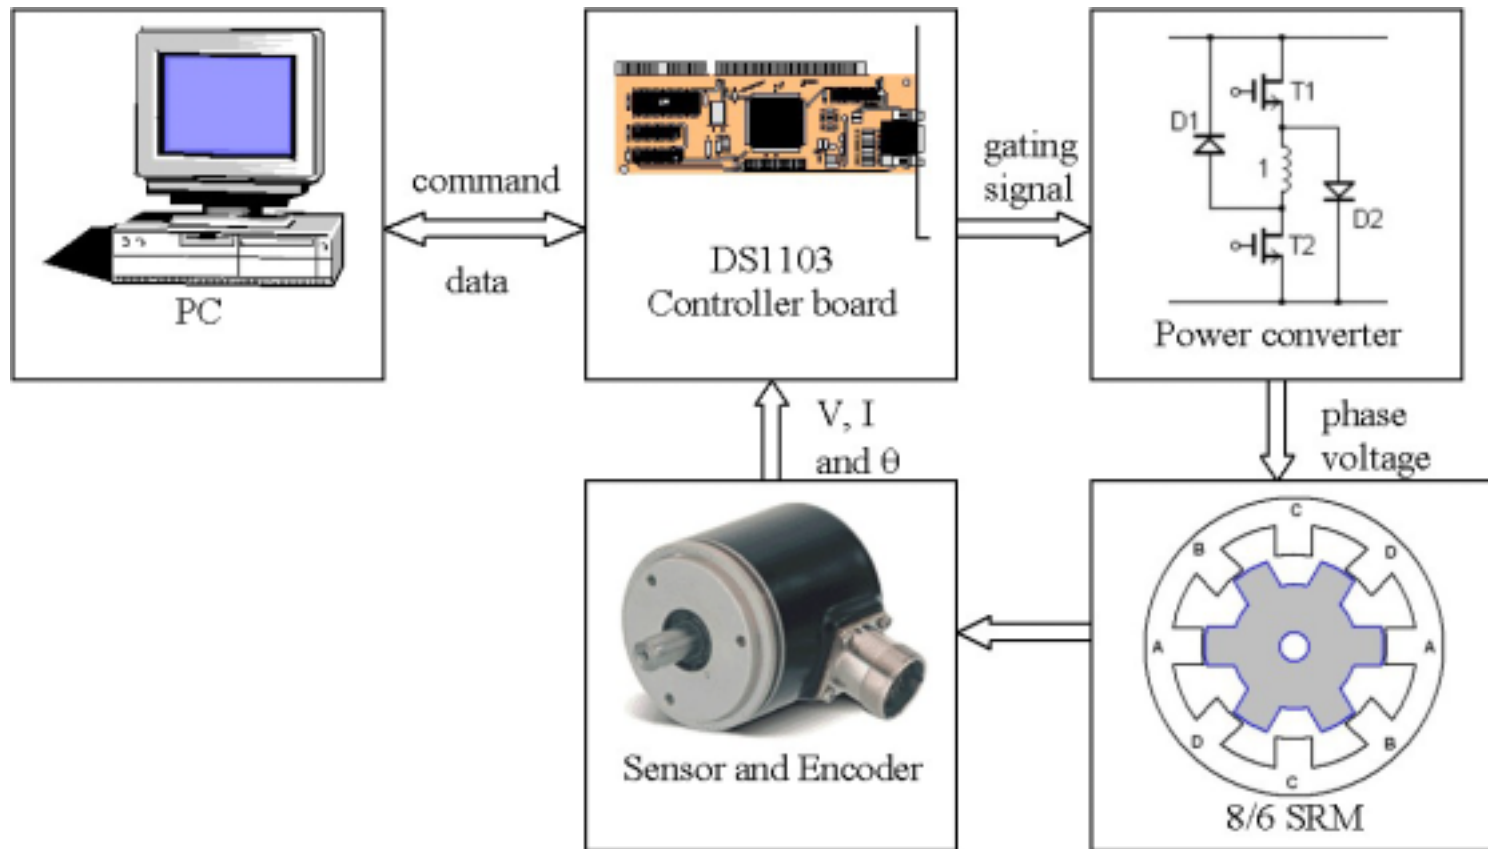 PC
command
data
DS1103
Controller board
gating
signal
T1
D1
1
D2
T2
Power converter
V, I
and θ
phase
voltage
Sensor and Encoder
C
B
D
A
A
D
B
C
8/6 SRM